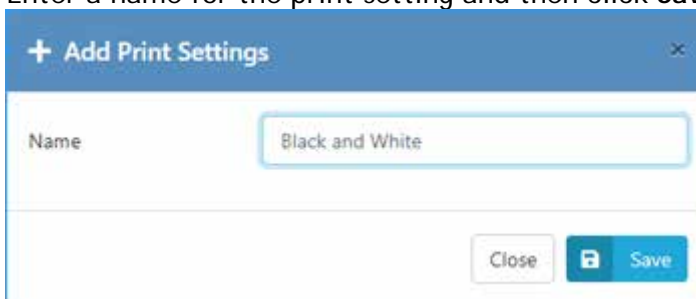 Enter a name for the print setting and then click
+ Add Print Settings ×
Name Black and White
Close Save